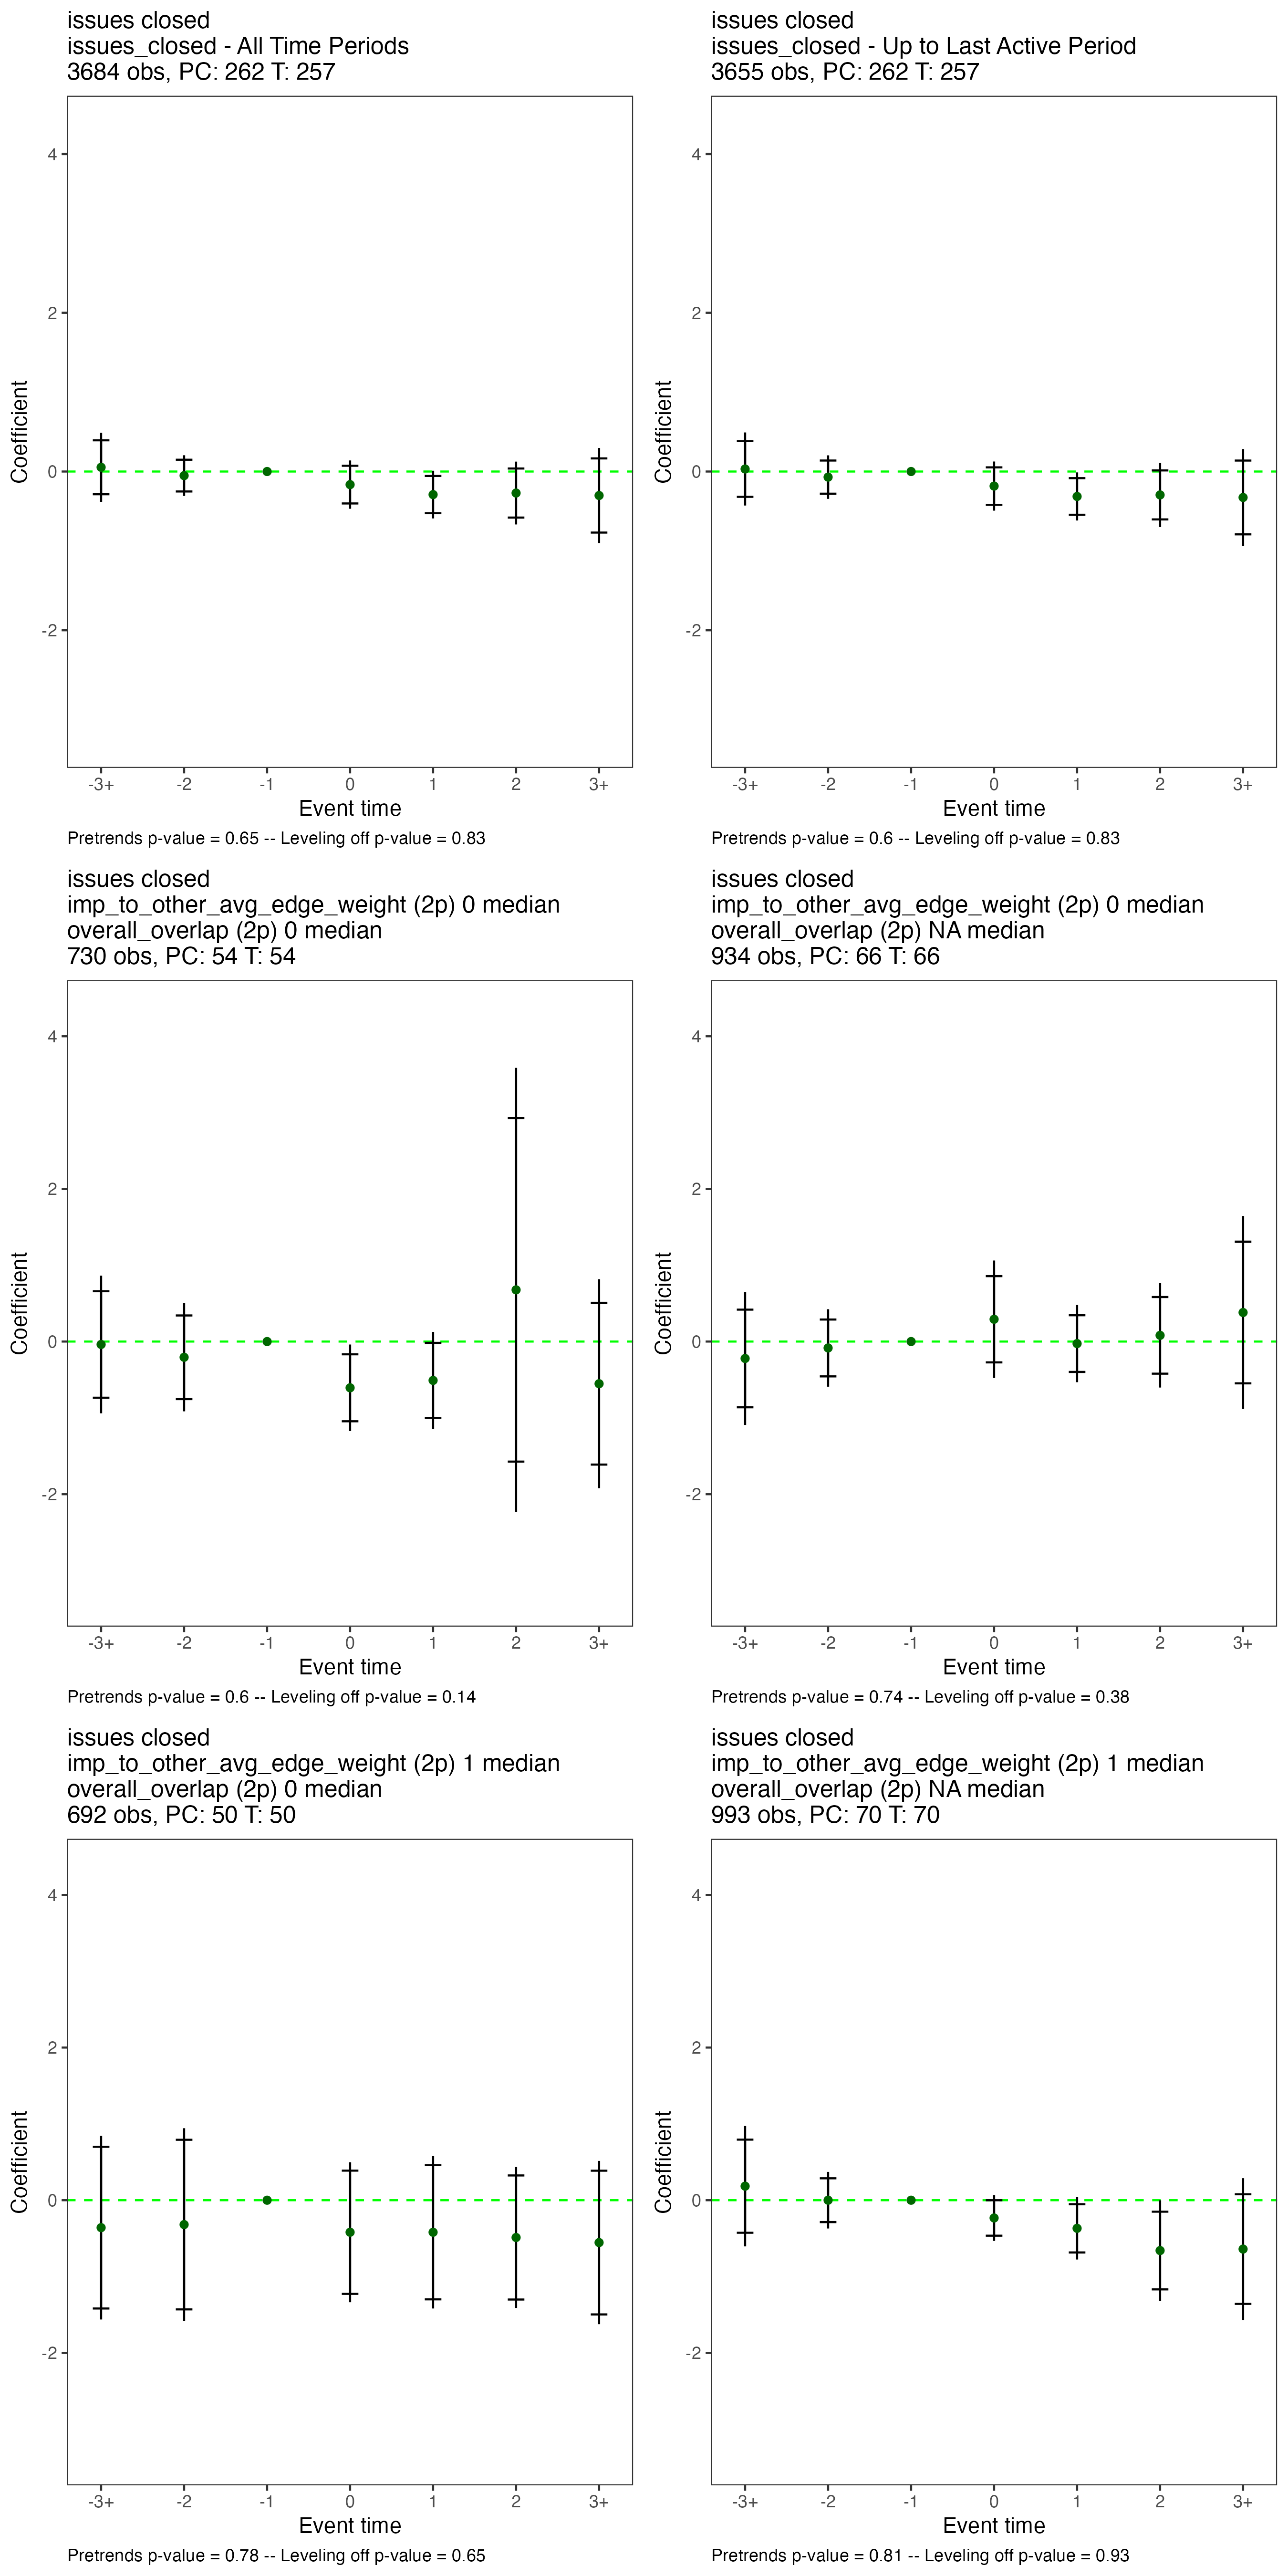 issues closed
issues_closed - All Time Periods
3684 obs, PC: 262 T: 257
4
2
0
-2
Coefficient
-3+ -2 -1 0 1 2 3+
Event time
Pretrends p-value = 0.65 -- Leveling off p-value = 0.83
issues closed
issues_closed - Up to Last Active Period
3655 obs, PC: 262 T: 257
4
2
0
-2
Coefficient
-3+ -2 -1 0 1 2 3+
Event time
Pretrends p-value = 0.6 -- Leveling off p-value = 0.83
issues closed
imp_to_other_avg_edge_weight (2p) 0 median
overall_overlap (2p) 0 median
730 obs, PC: 54 T: 54
4
2
0
-2
Coefficient
-3+ -2 -1 0 1 2 3+
Event time
Pretrends p-value = 0.6 -- Leveling off p-value = 0.14
issues closed
imp_to_other_avg_edge_weight (2p) 0 median
overall_overlap (2p) NA median
934 obs, PC: 66 T: 66
4
2
0
-2
Coefficient
-3+ -2 -1 0 1 2 3+
Event time
Pretrends p-value = 0.74 -- Leveling off p-value = 0.38
issues closed
imp_to_other_avg_edge_weight (2p) 1 median
overall_overlap (2p) 0 median
692 obs, PC: 50 T: 50
4
2
0
-2
Coefficient
-3+ -2 -1 0 1 2 3+
Event time
Pretrends p-value = 0.78 -- Leveling off p-value = 0.65
issues closed
imp_to_other_avg_edge_weight (2p) 1 median
overall_overlap (2p) NA median
993 obs, PC: 70 T: 70
4
2
0
-2
Coefficient
-3+ -2 -1 0 1 2 3+
Event time
Pretrends p-value = 0.81 -- Leveling off p-value = 0.93